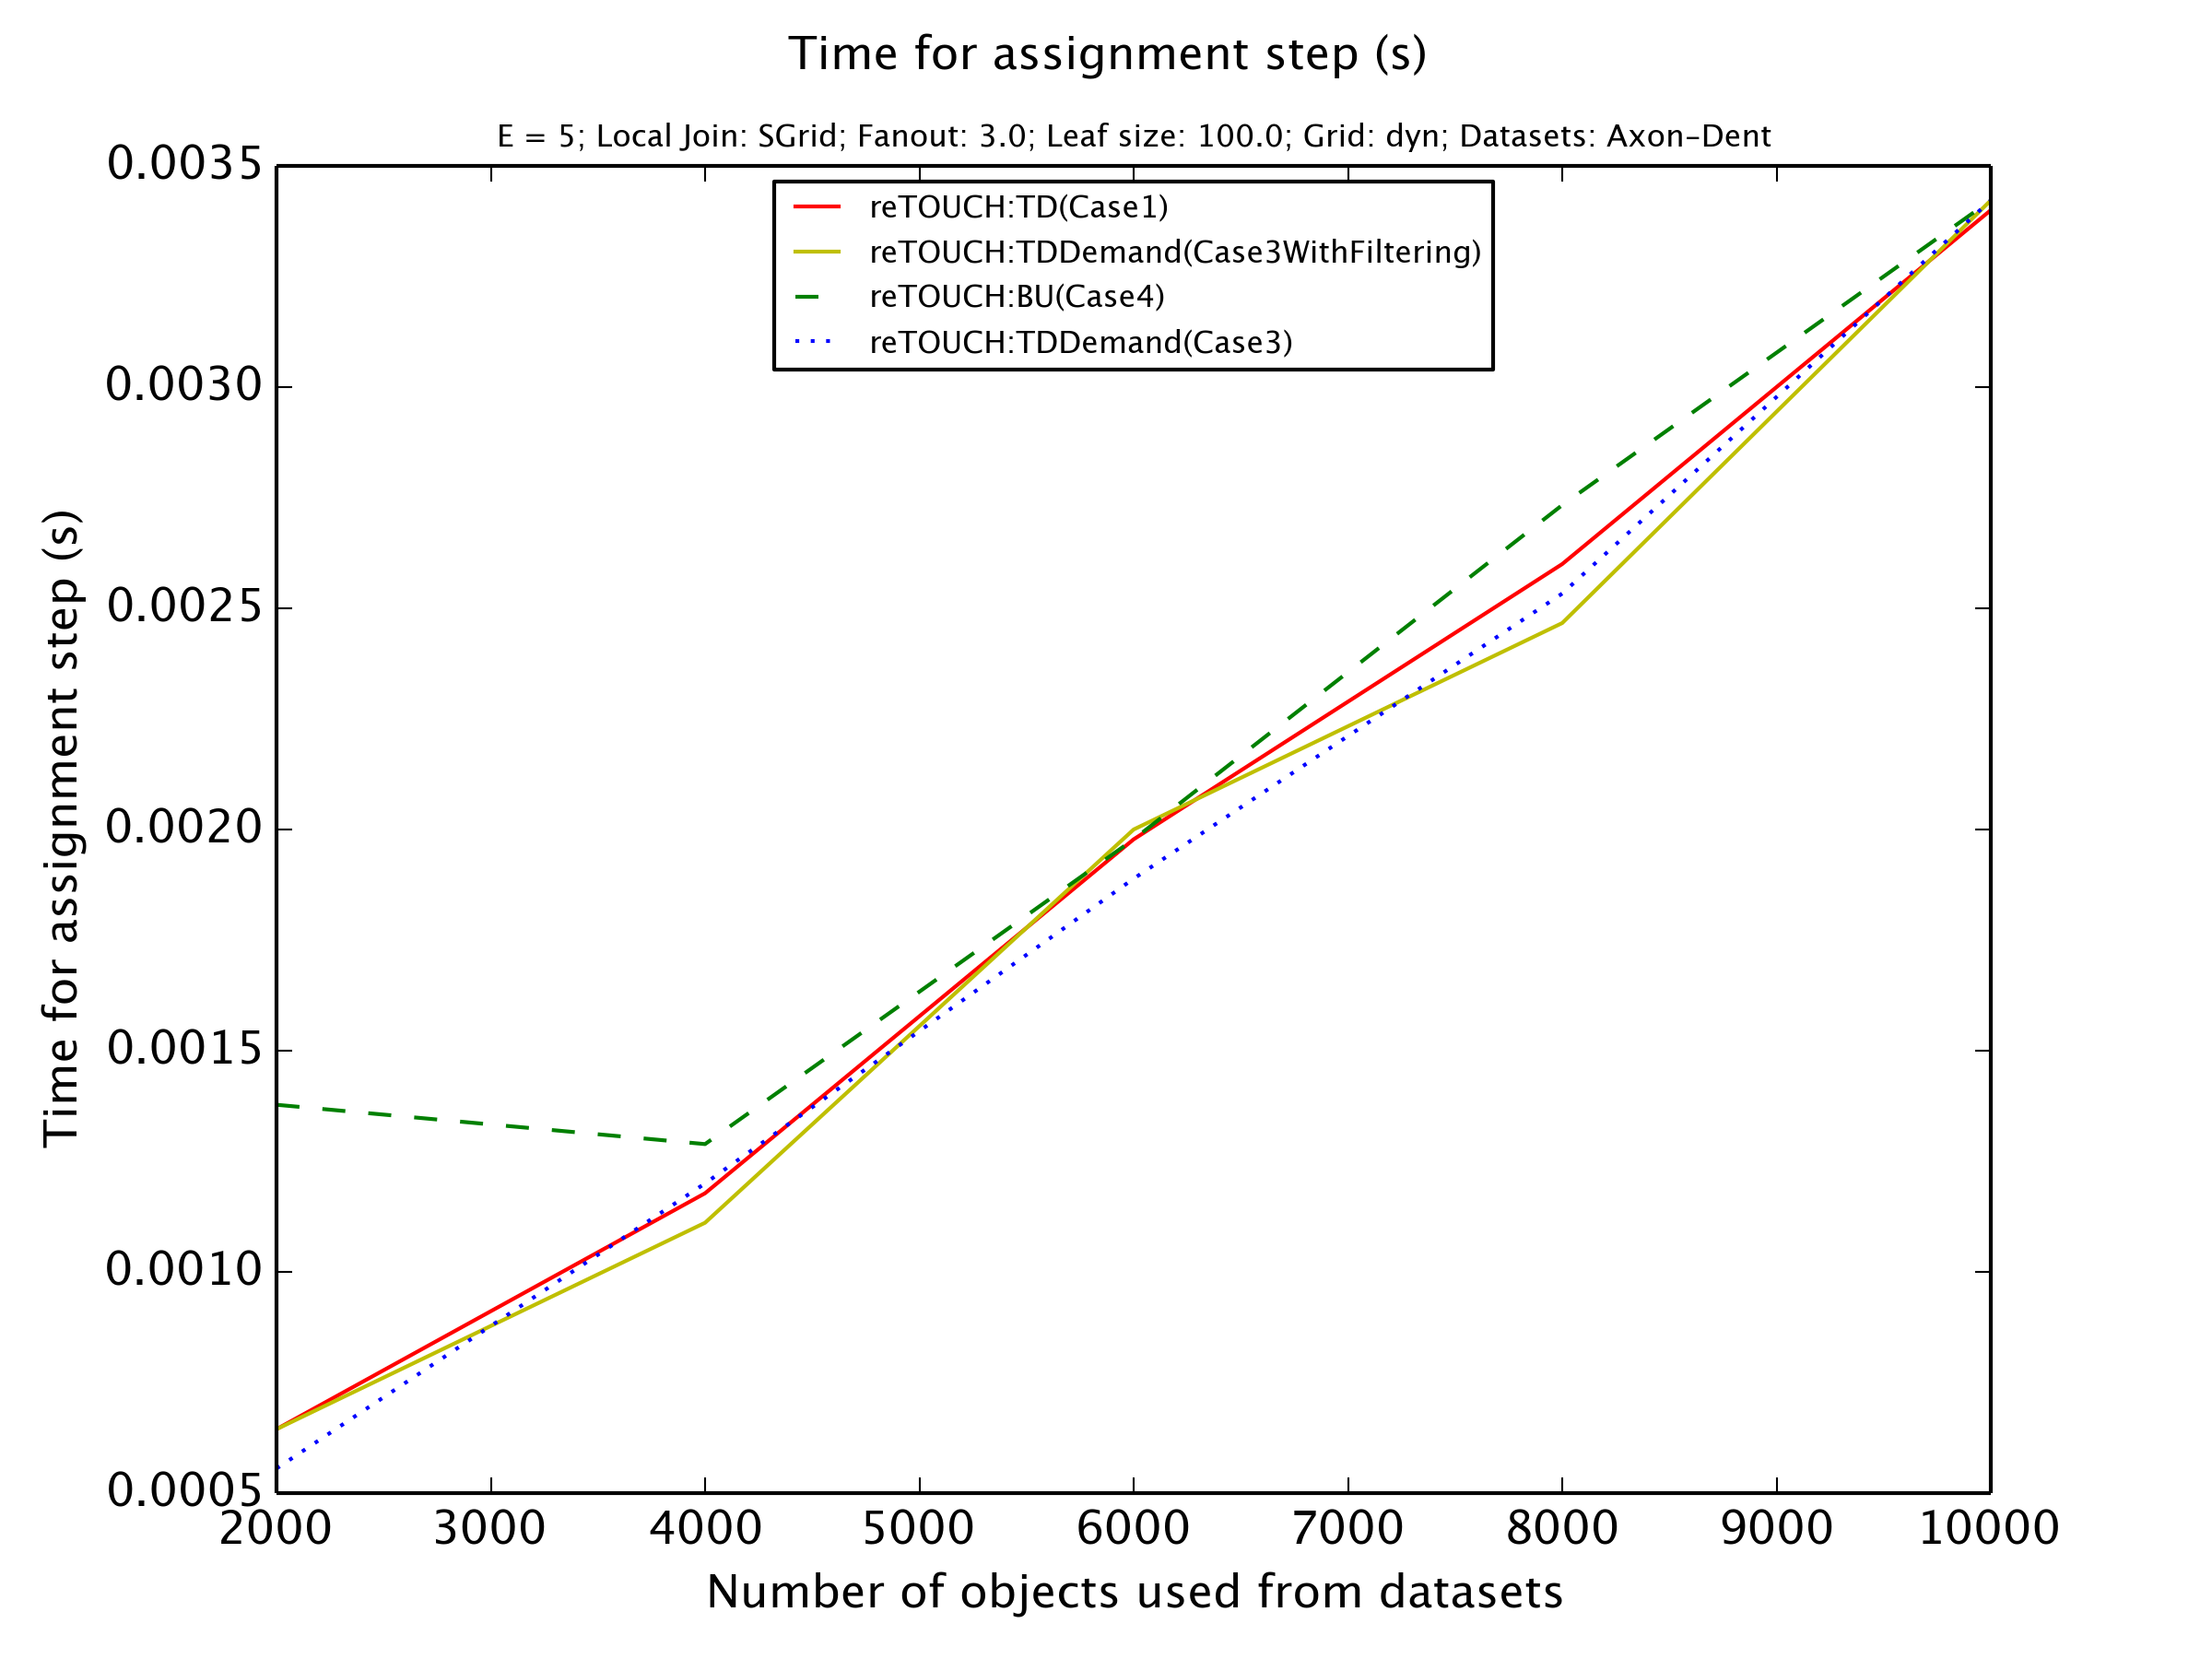 Time for assignment step (s)
E = 5; Local Join: SGrid; Fanout: 3.0; Leaf size: 100.0; Grid: dyn; Datasets: Axon-Dent
reTOUCH:TD(Case1)
reTOUCH:TDDemand(Case3WithFiltering)
reTOUCH:BU(Case4)
reTOUCH:TDDemand(Case3)
Time for assignment step (s)
0.0035
0.0030
0.0025
0.0020
0.0015
0.0010
0.0005
2000 3000 4000 5000 6000 7000 8000 9000 10000
Number of objects used from datasets